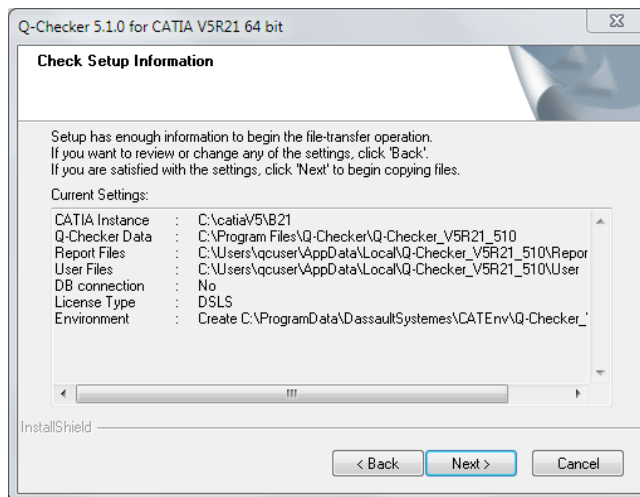 Q-Checker 5.1.0 for CATIA V5R21 64 bit
Check Setup Information
Setup has enough information to begin the file-transfer operation.
If you want to review or change any of the settings, click 'Back'.
If you are satisfied with the settings, click 'Next' to begin copying files.
Current Settings:
CATIA Instance : C:\catiaV5\B21
Q-Checker Data : C:\Program Files\Q-Checker\Q-Checker_V5R21_510
Report Files : C:\Users\qcuser\AppData\Local\Q-Checker_V5R21_510\Repor
User Files : C:\Users\qcuser\AppData\Local\Q-Checker_V5R21_510\User
DB connection : No
License Type : DSLS
Environment : Create C:\ProgramData\DassaultSystemes\CATEnv\Q-Checker_
InstallShield
< Back Next > Cancel